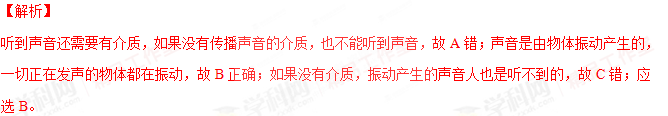 【解析】
听到声音还需要有介质，如果没有传播声音的介质，也不能听到声音，故 A 错；声音是由物体振动产生的，
一切正在发声的物体都在振动，故 B 正确；如果没有介质，振动产生的声音人也是听不到的，故 C 错；应
选 B。